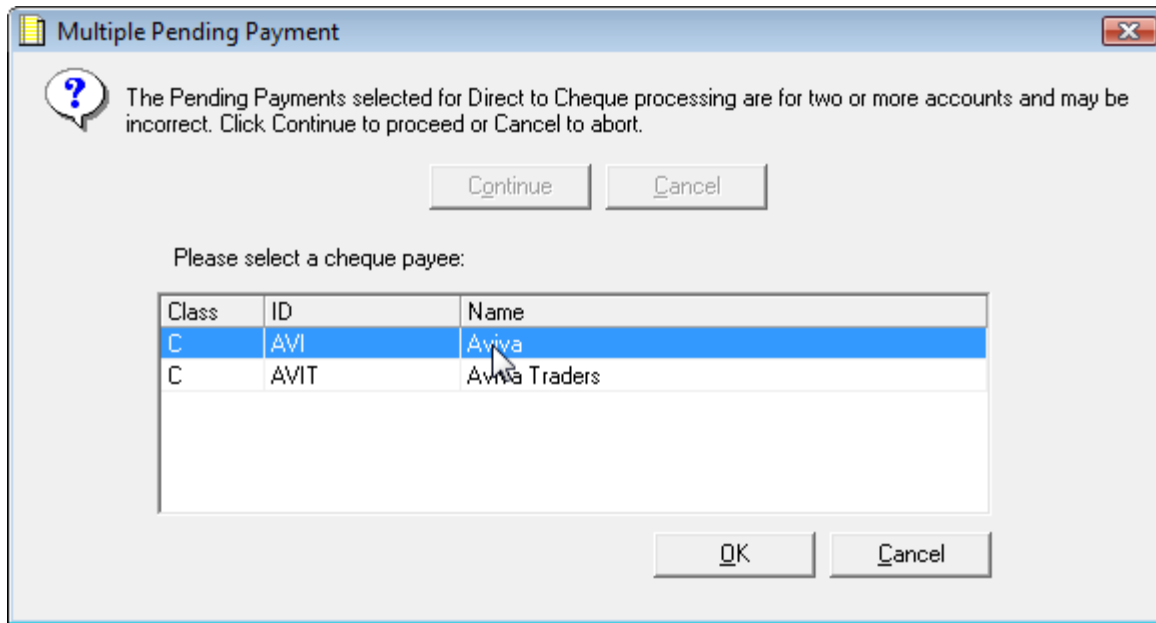 Multiple Pending Payment
The Pending Payments selected for Direct to Cheque processing are for two or more accounts and may be
incorrect. Click Continue to proceed or Cancel to abort.
Continue Cancel
Please select a cheque payee:
Class ID Name
C AVI Aviva
C AVIT Aviva Traders
OK Cancel